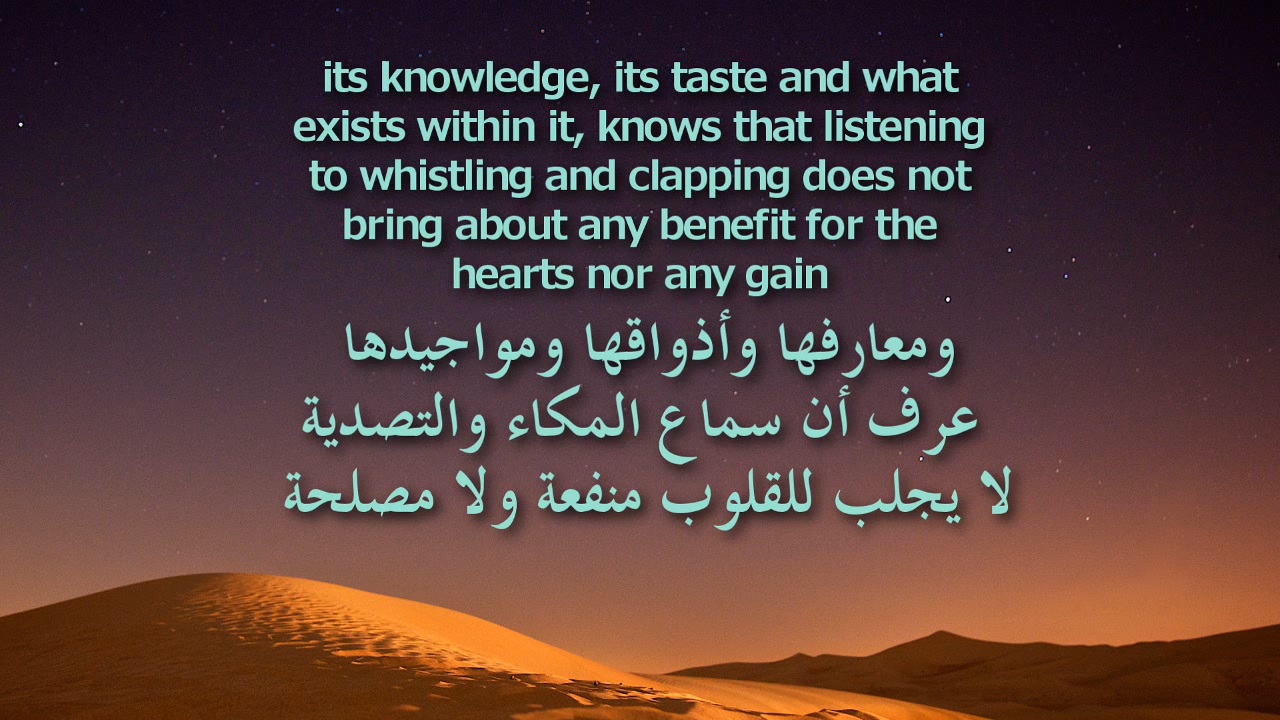 its knowledge, its taste and what
exists within it, knows that listening
to whistling and clapping does not
bring about any benefit for the
hearts nor any gain
ومعارفها وأذواقها ومواجيدها
عرف أن سماع المكاء والتصدية
لا يجلب للقلوب منفعة ولا مصلحة